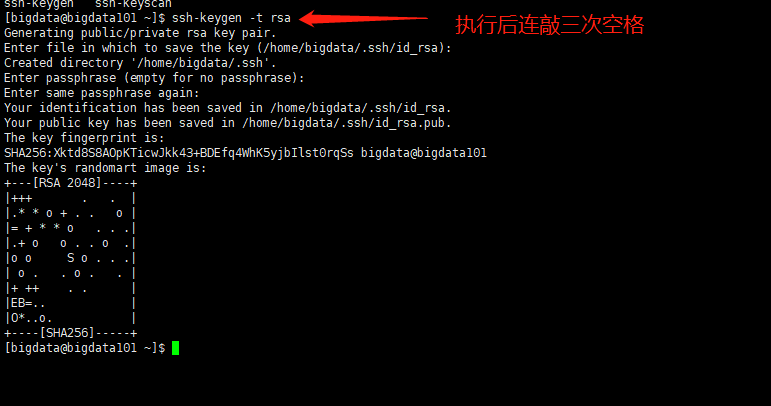 ssh-keygen   ssh-keyscan
[bigdata@bigdata101 ~]$ ssh-keygen -t rsa
执行后连敲三次空格
Generating public/private rsa key pair.
Enter file in which to save the key (/home/bigdata/.ssh/id_rsa):
Created directory '/home/bigdata/.ssh'.
Enter passphrase (empty for no passphrase):
Enter same passphrase again:
Your identification has been saved in /home/bigdata/.ssh/id_rsa.
Your public key has been saved in /home/bigdata/.ssh/id_rsa.pub.
The key fingerprint is:
SHA256:Xktd8S8AOpKTicwJkk43+BDEfq4WhK5yjbIlst0rqSs bigdata@bigdata101
The key's randomart image is:
+---[RSA 2048]----+
|+++       .   .  |
|.* * o + . .   o |
|= + * * o   . . .|
|.+ o   o . . o  .|
|o o     S o . . .|
| o .   . o .   . |
|+ ++    . .      |
|EB=..            |
|O*..o.           |
+----[SHA256]-----+
[bigdata@bigdata101 ~]$